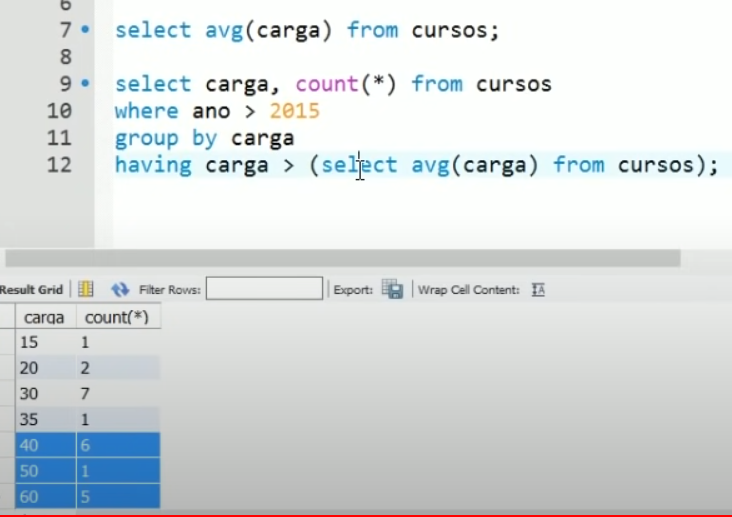 6
7 select avg(carga) from cursos;
8
9 select carga, count(*) from cursos
10 where ano > 2015
11 group by carga
12 having carga > (select avg(carga) from cursos);
Result Grid Filter Rows: Export: Wrap Cell Content:
carga count(*)
15 1
20 2
30 7
35 1
40 6
50 1
60 5